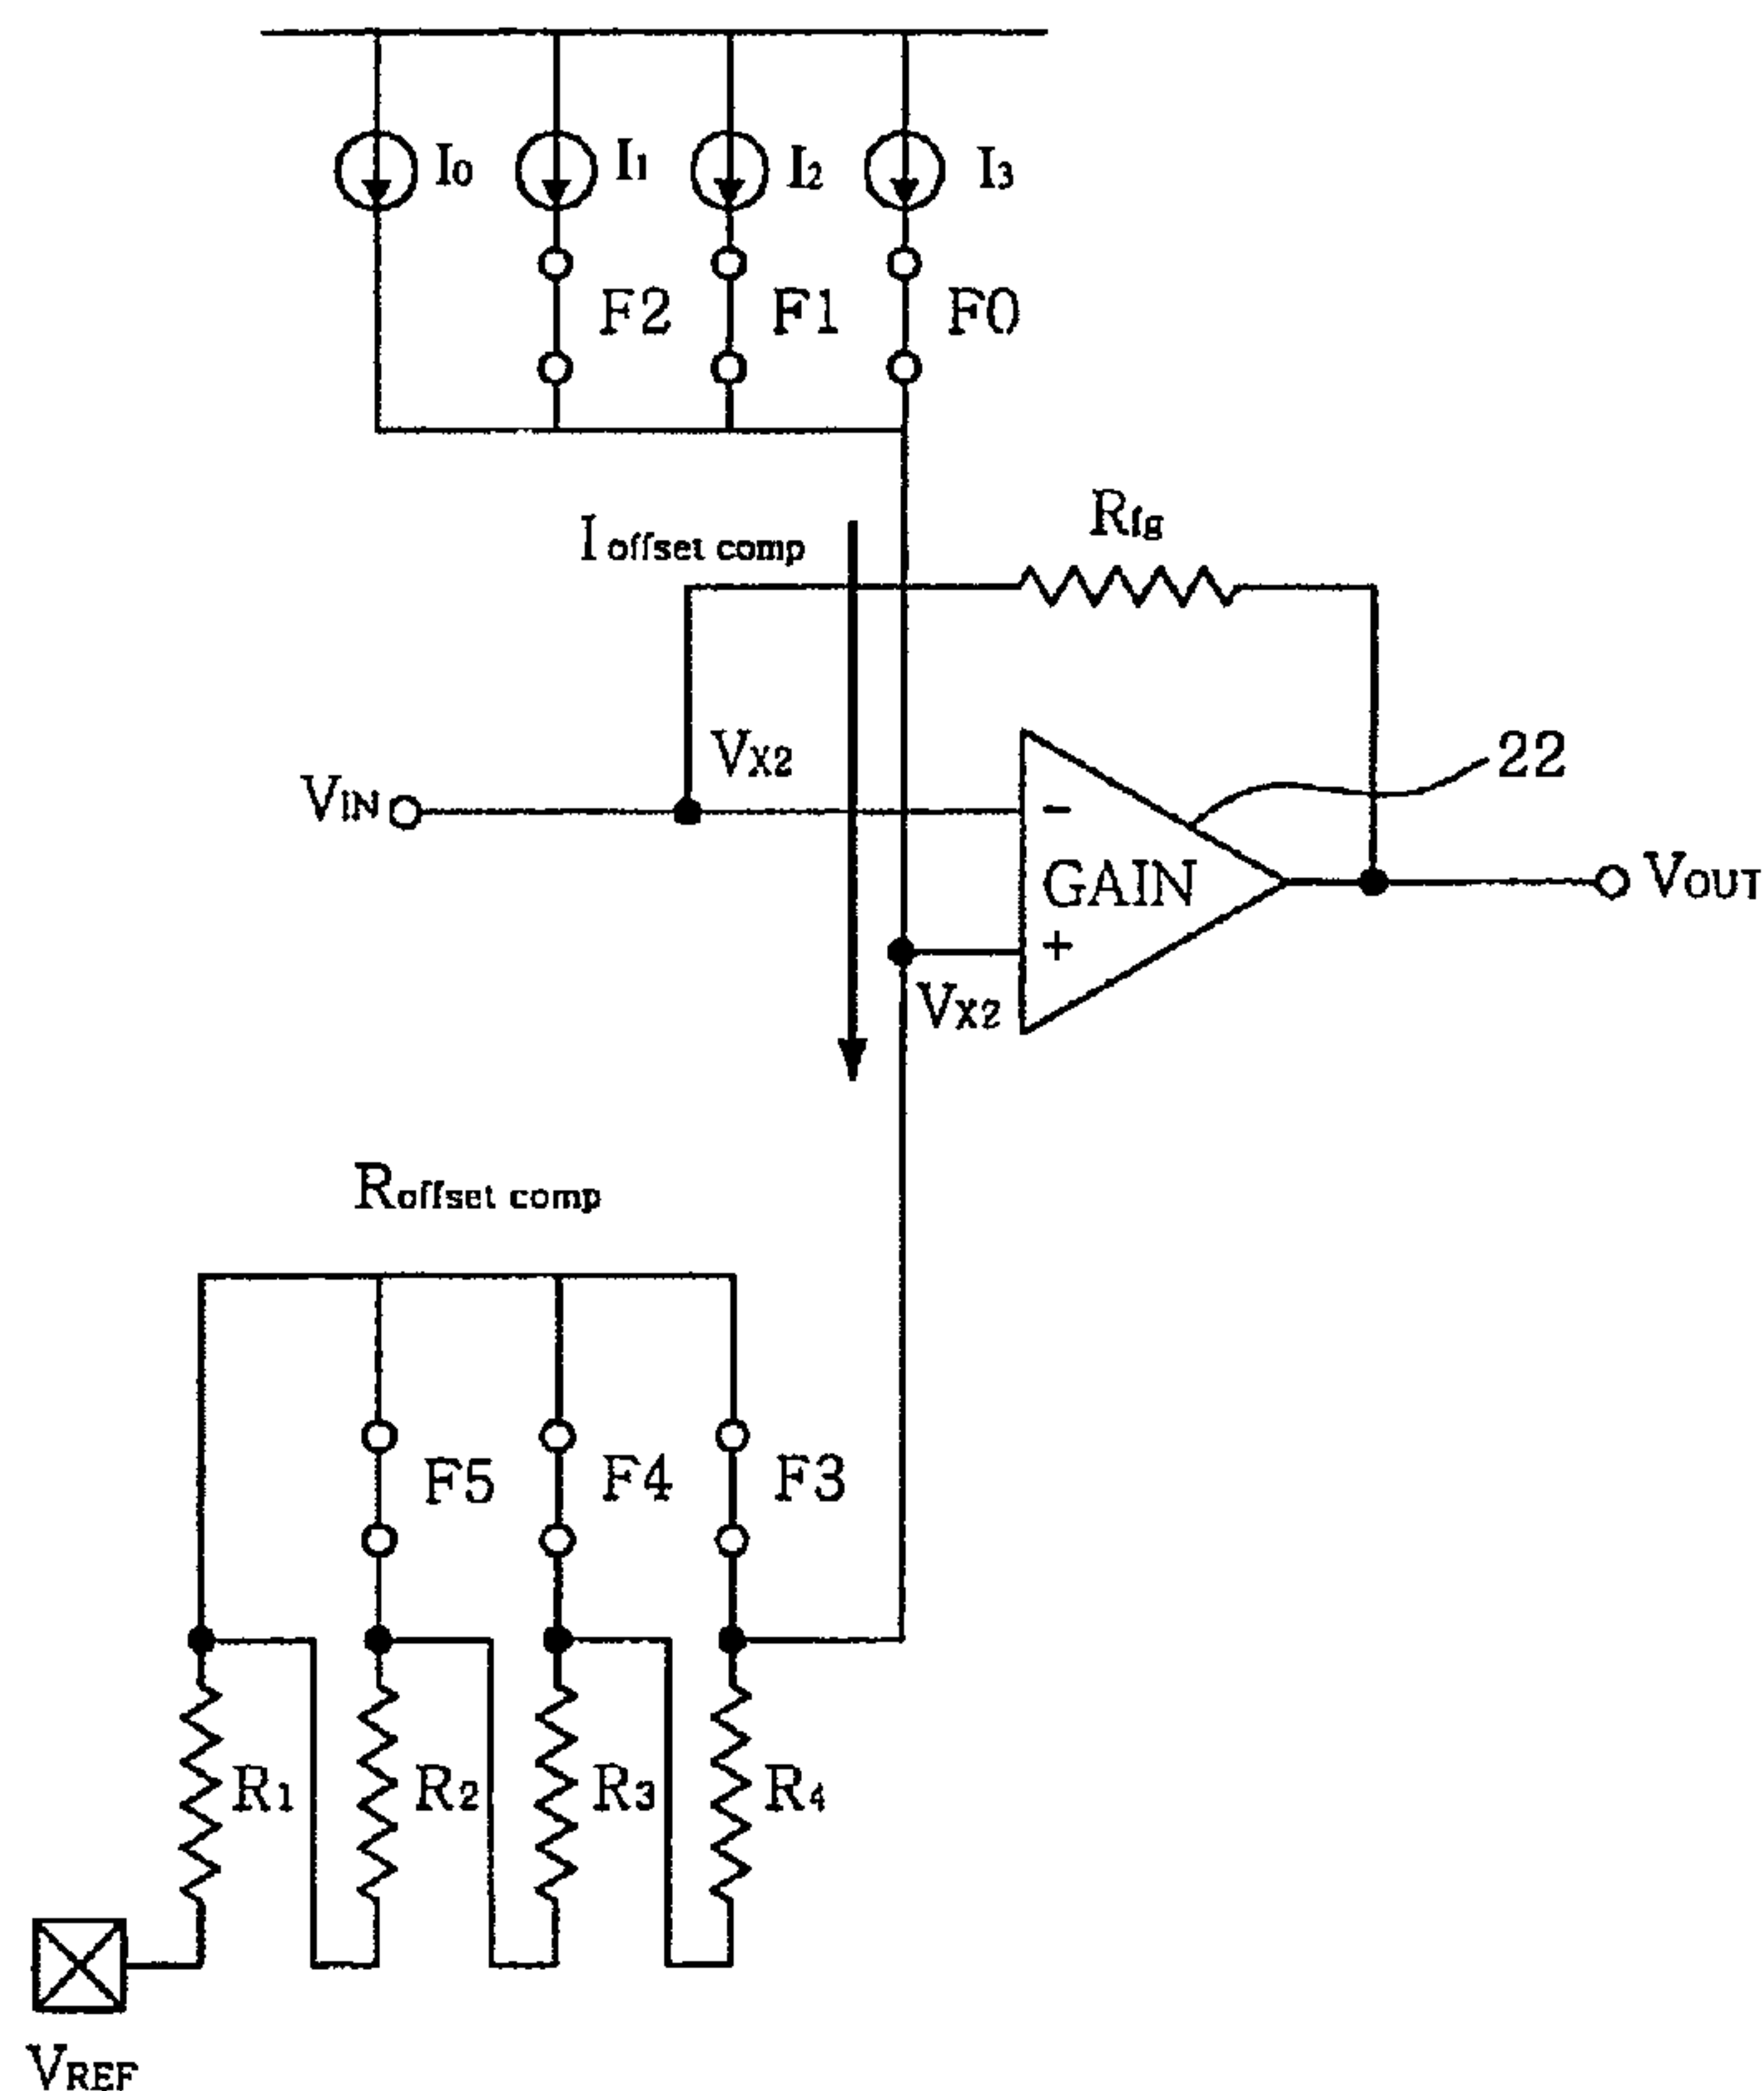 I0 I1 I2 I3
F2 F1 F0
I offset comp
Rfg
VX2
VIN
22
GAIN
-
+
VOUT
VX2
Roffset comp
F5 F4 F3
R1 R2 R3 R4
VREF